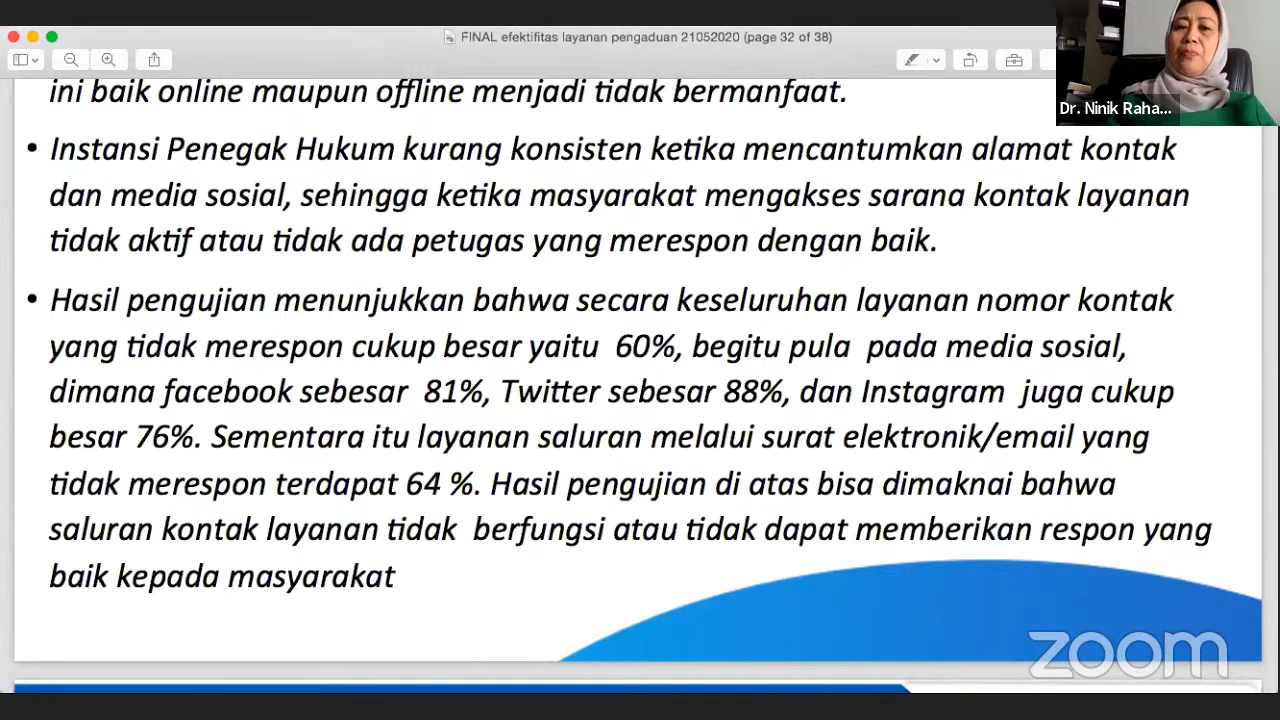 FINAL efektifitas layanan pengaduan 21052020 (page 32 of 38)
Dr. Ninik Raha...
ini baik online maupun offline menjadi tidak bermanfaat.
• Instansi Penegak Hukum kurang konsisten ketika mencantumkan alamat kontak
dan media sosial, sehingga ketika masyarakat mengakses sarana kontak layanan
tidak aktif atau tidak ada petugas yang merespon dengan baik.
• Hasil pengujian menunjukkan bahwa secara keseluruhan layanan nomor kontak
yang tidak merespon cukup besar yaitu 60%, begitu pula pada media sosial,
dimana facebook sebesar 81%, Twitter sebesar 88%, dan Instagram juga cukup
besar 76%. Sementara itu layanan saluran melalui surat elektronik/email yang
tidak merespon terdapat 64 %. Hasil pengujian di atas bisa dimaknai bahwa
saluran kontak layanan tidak berfungsi atau tidak dapat memberikan respon yang
baik kepada masyarakat
zoom